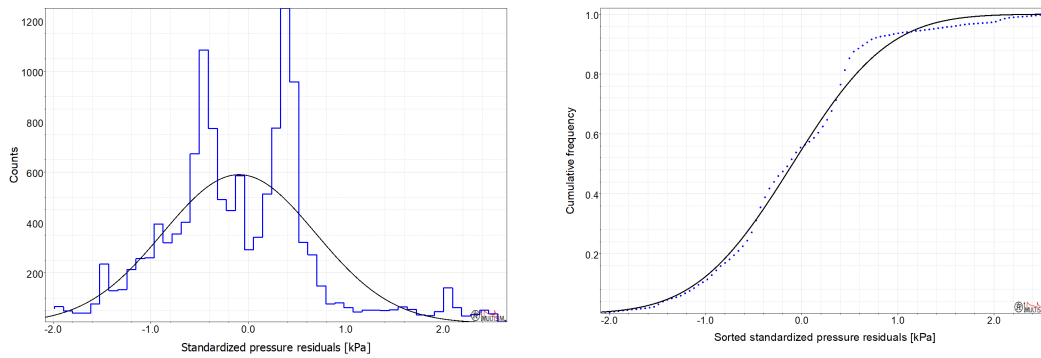 1200
1000
800
600
400
200
Counts
-2.0 -1.0 0.0 1.0 2.0
Standardized pressure residuals [kPa]
1.0
0.8
0.6
0.4
0.2
Cumulative frequency
-2.0 -1.0 0.0 1.0 2.0
Sorted standardized pressure residuals [kPa]